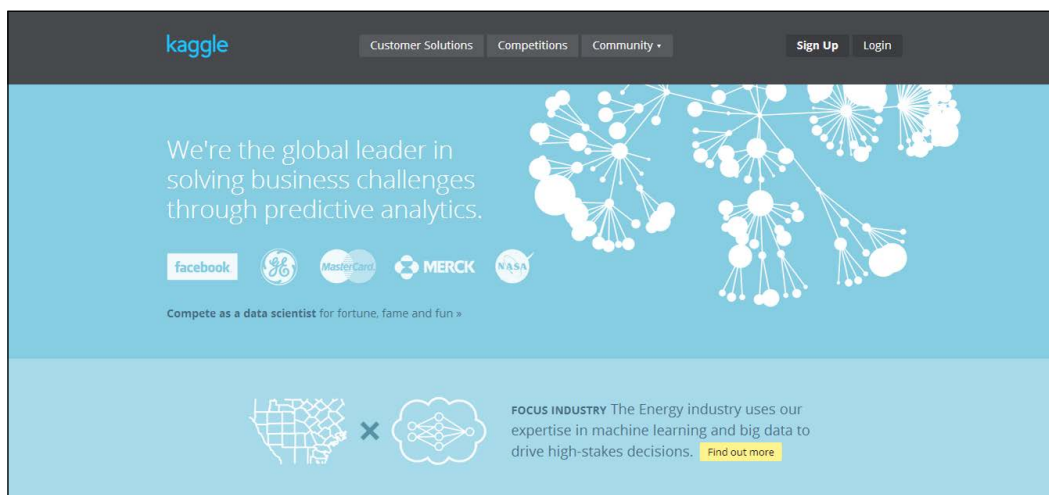 kaggle
Customer Solutions
Competitions
Community ▾
Sign Up
Login
We're the global leader in
solving business challenges
through predictive analytics.
facebook
GE
MasterCard
MERCK
NASA
Compete as a data scientist for fortune, fame and fun »
FOCUS INDUSTRY The Energy industry uses our
expertise in machine learning and big data to
drive high-stakes decisions. Find out more